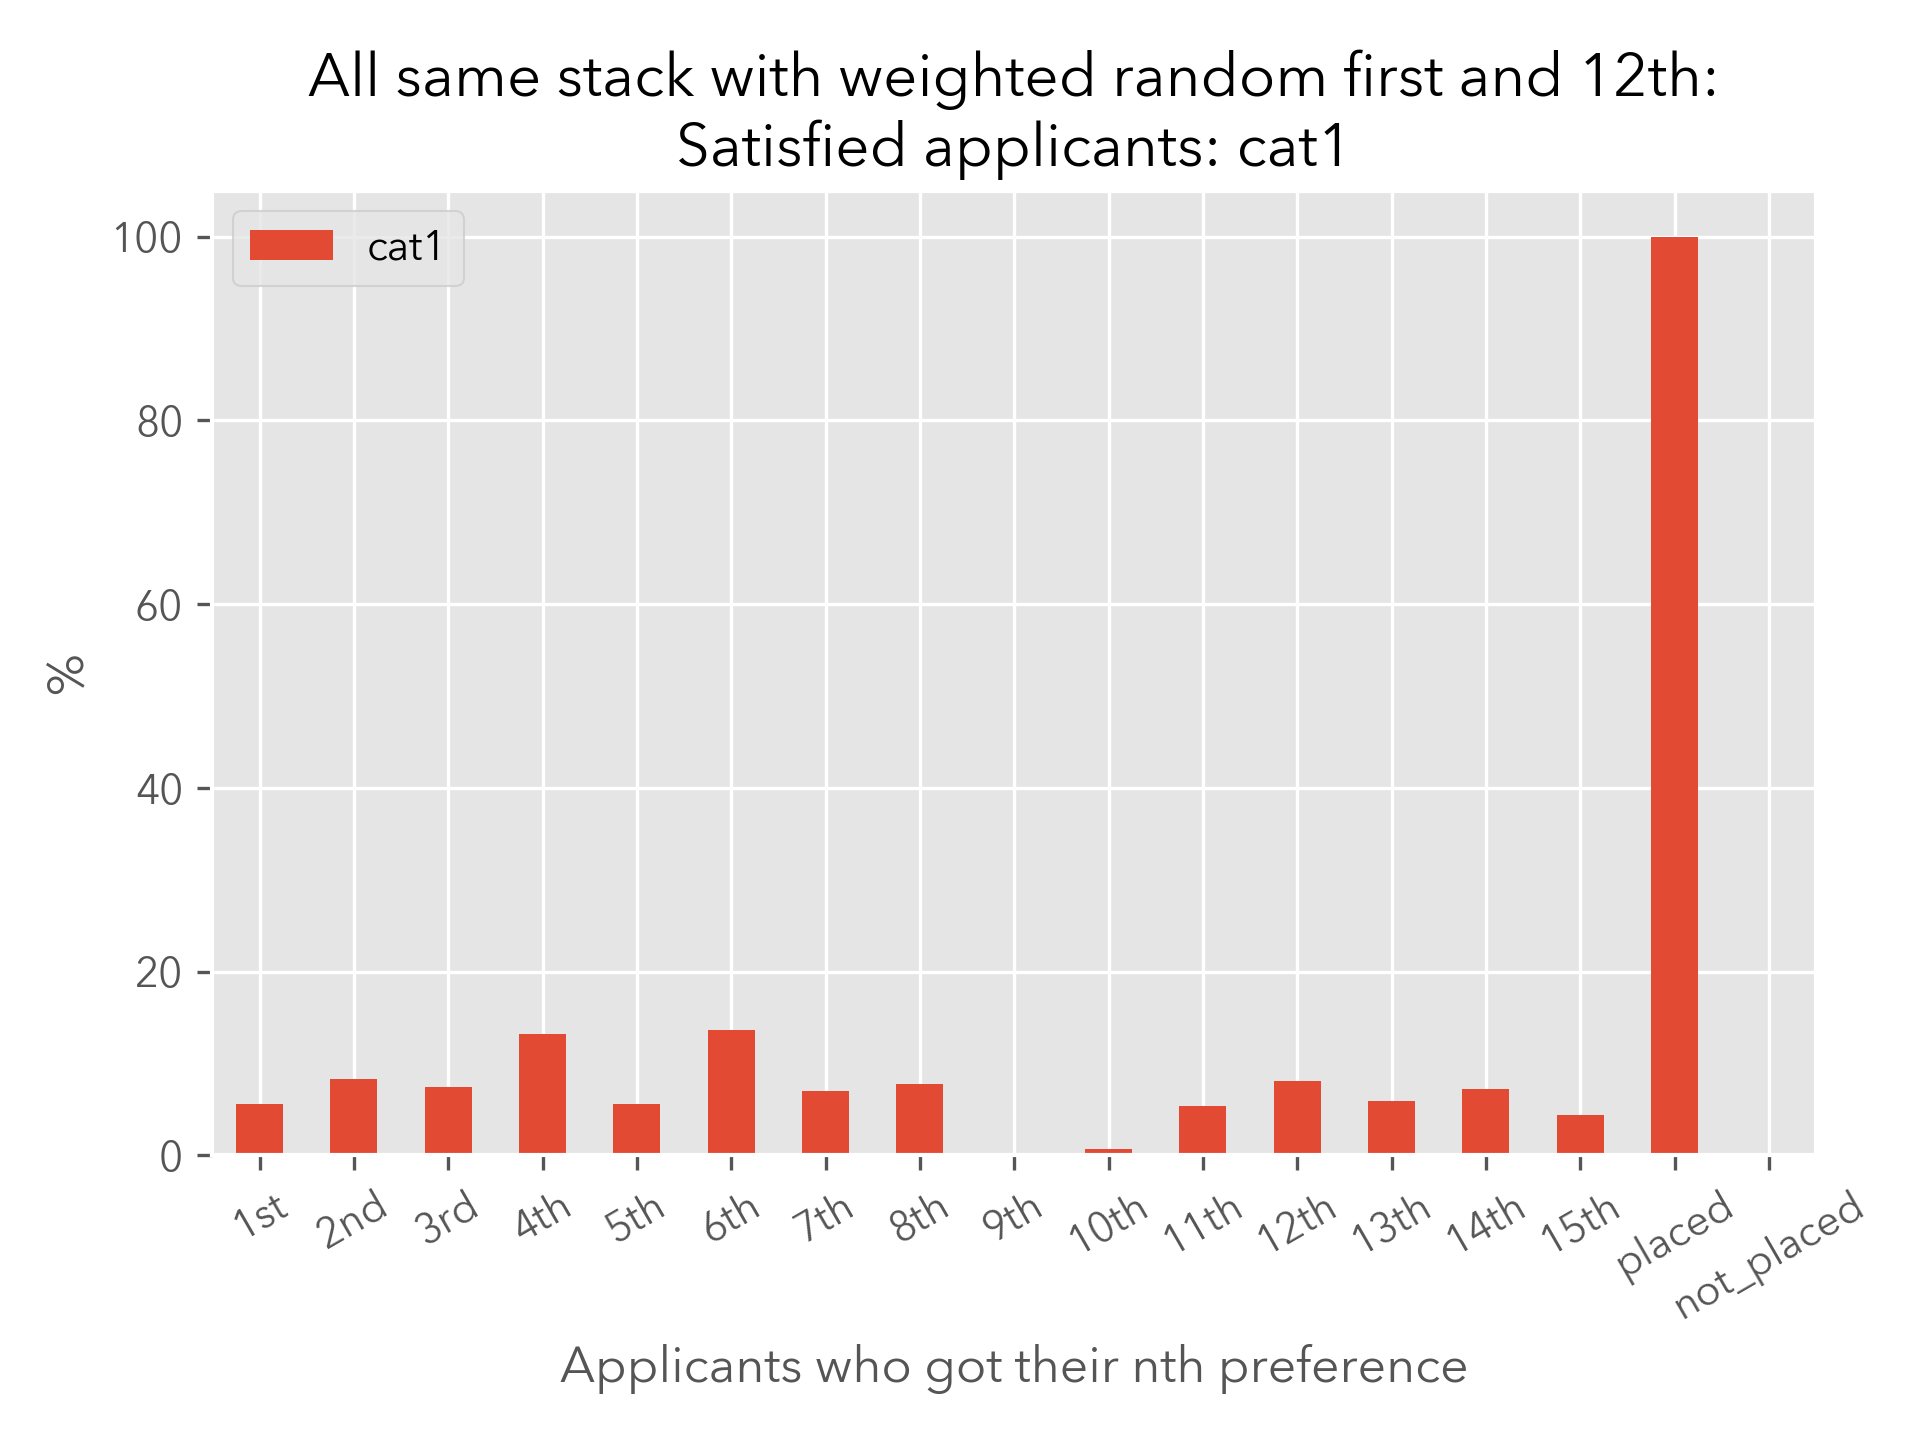 All same stack with weighted random first and 12th:
Satisfied applicants: cat1
cat1
100
80
60
40
20
0
%
1st
2nd
3rd
4th
5th
6th
7th
8th
9th
10th
11th
12th
13th
14th
15th
placed
not_placed
Applicants who got their nth preference